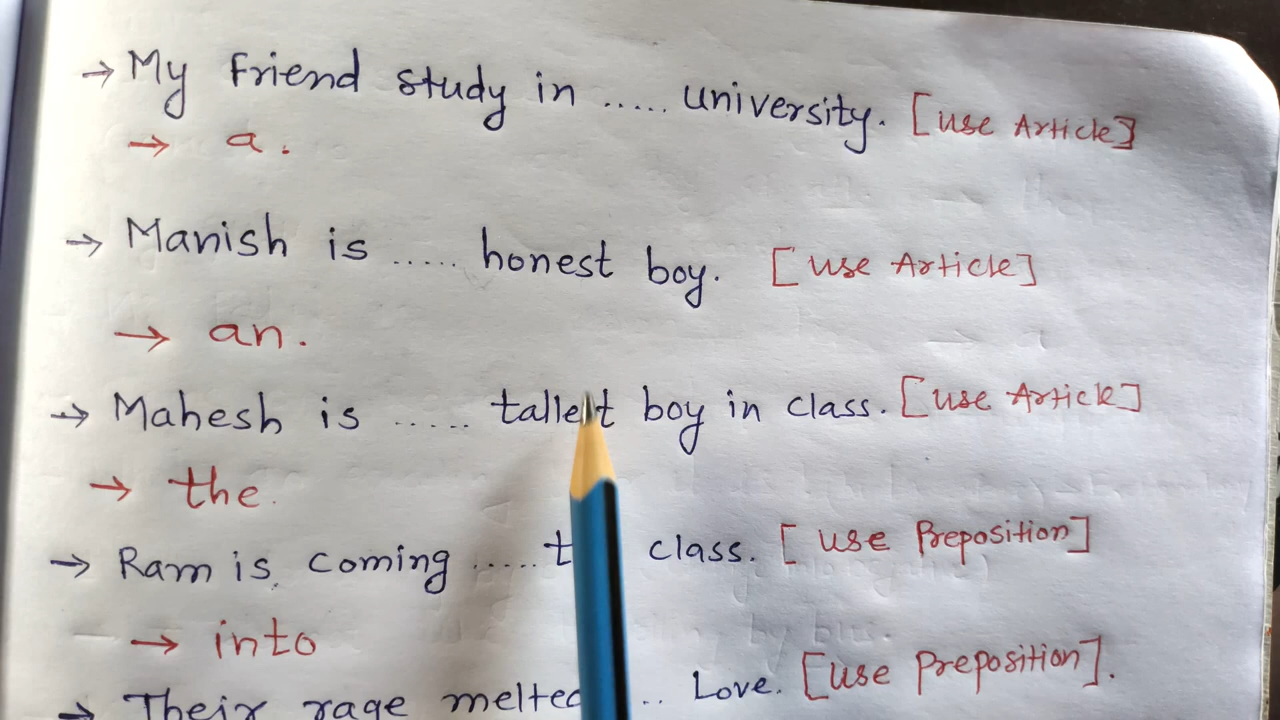 → My friend study in ..... university. [use Article]
→ a.
→ Manish is ..... honest boy. [use Article]
→ an.
→ Mahesh is ..... tallest boy in class. [use Article]
→ the.
→ Ram is coming ..... class. [use Preposition]
→ into
→ Their rage melted .. Love. [use preposition].